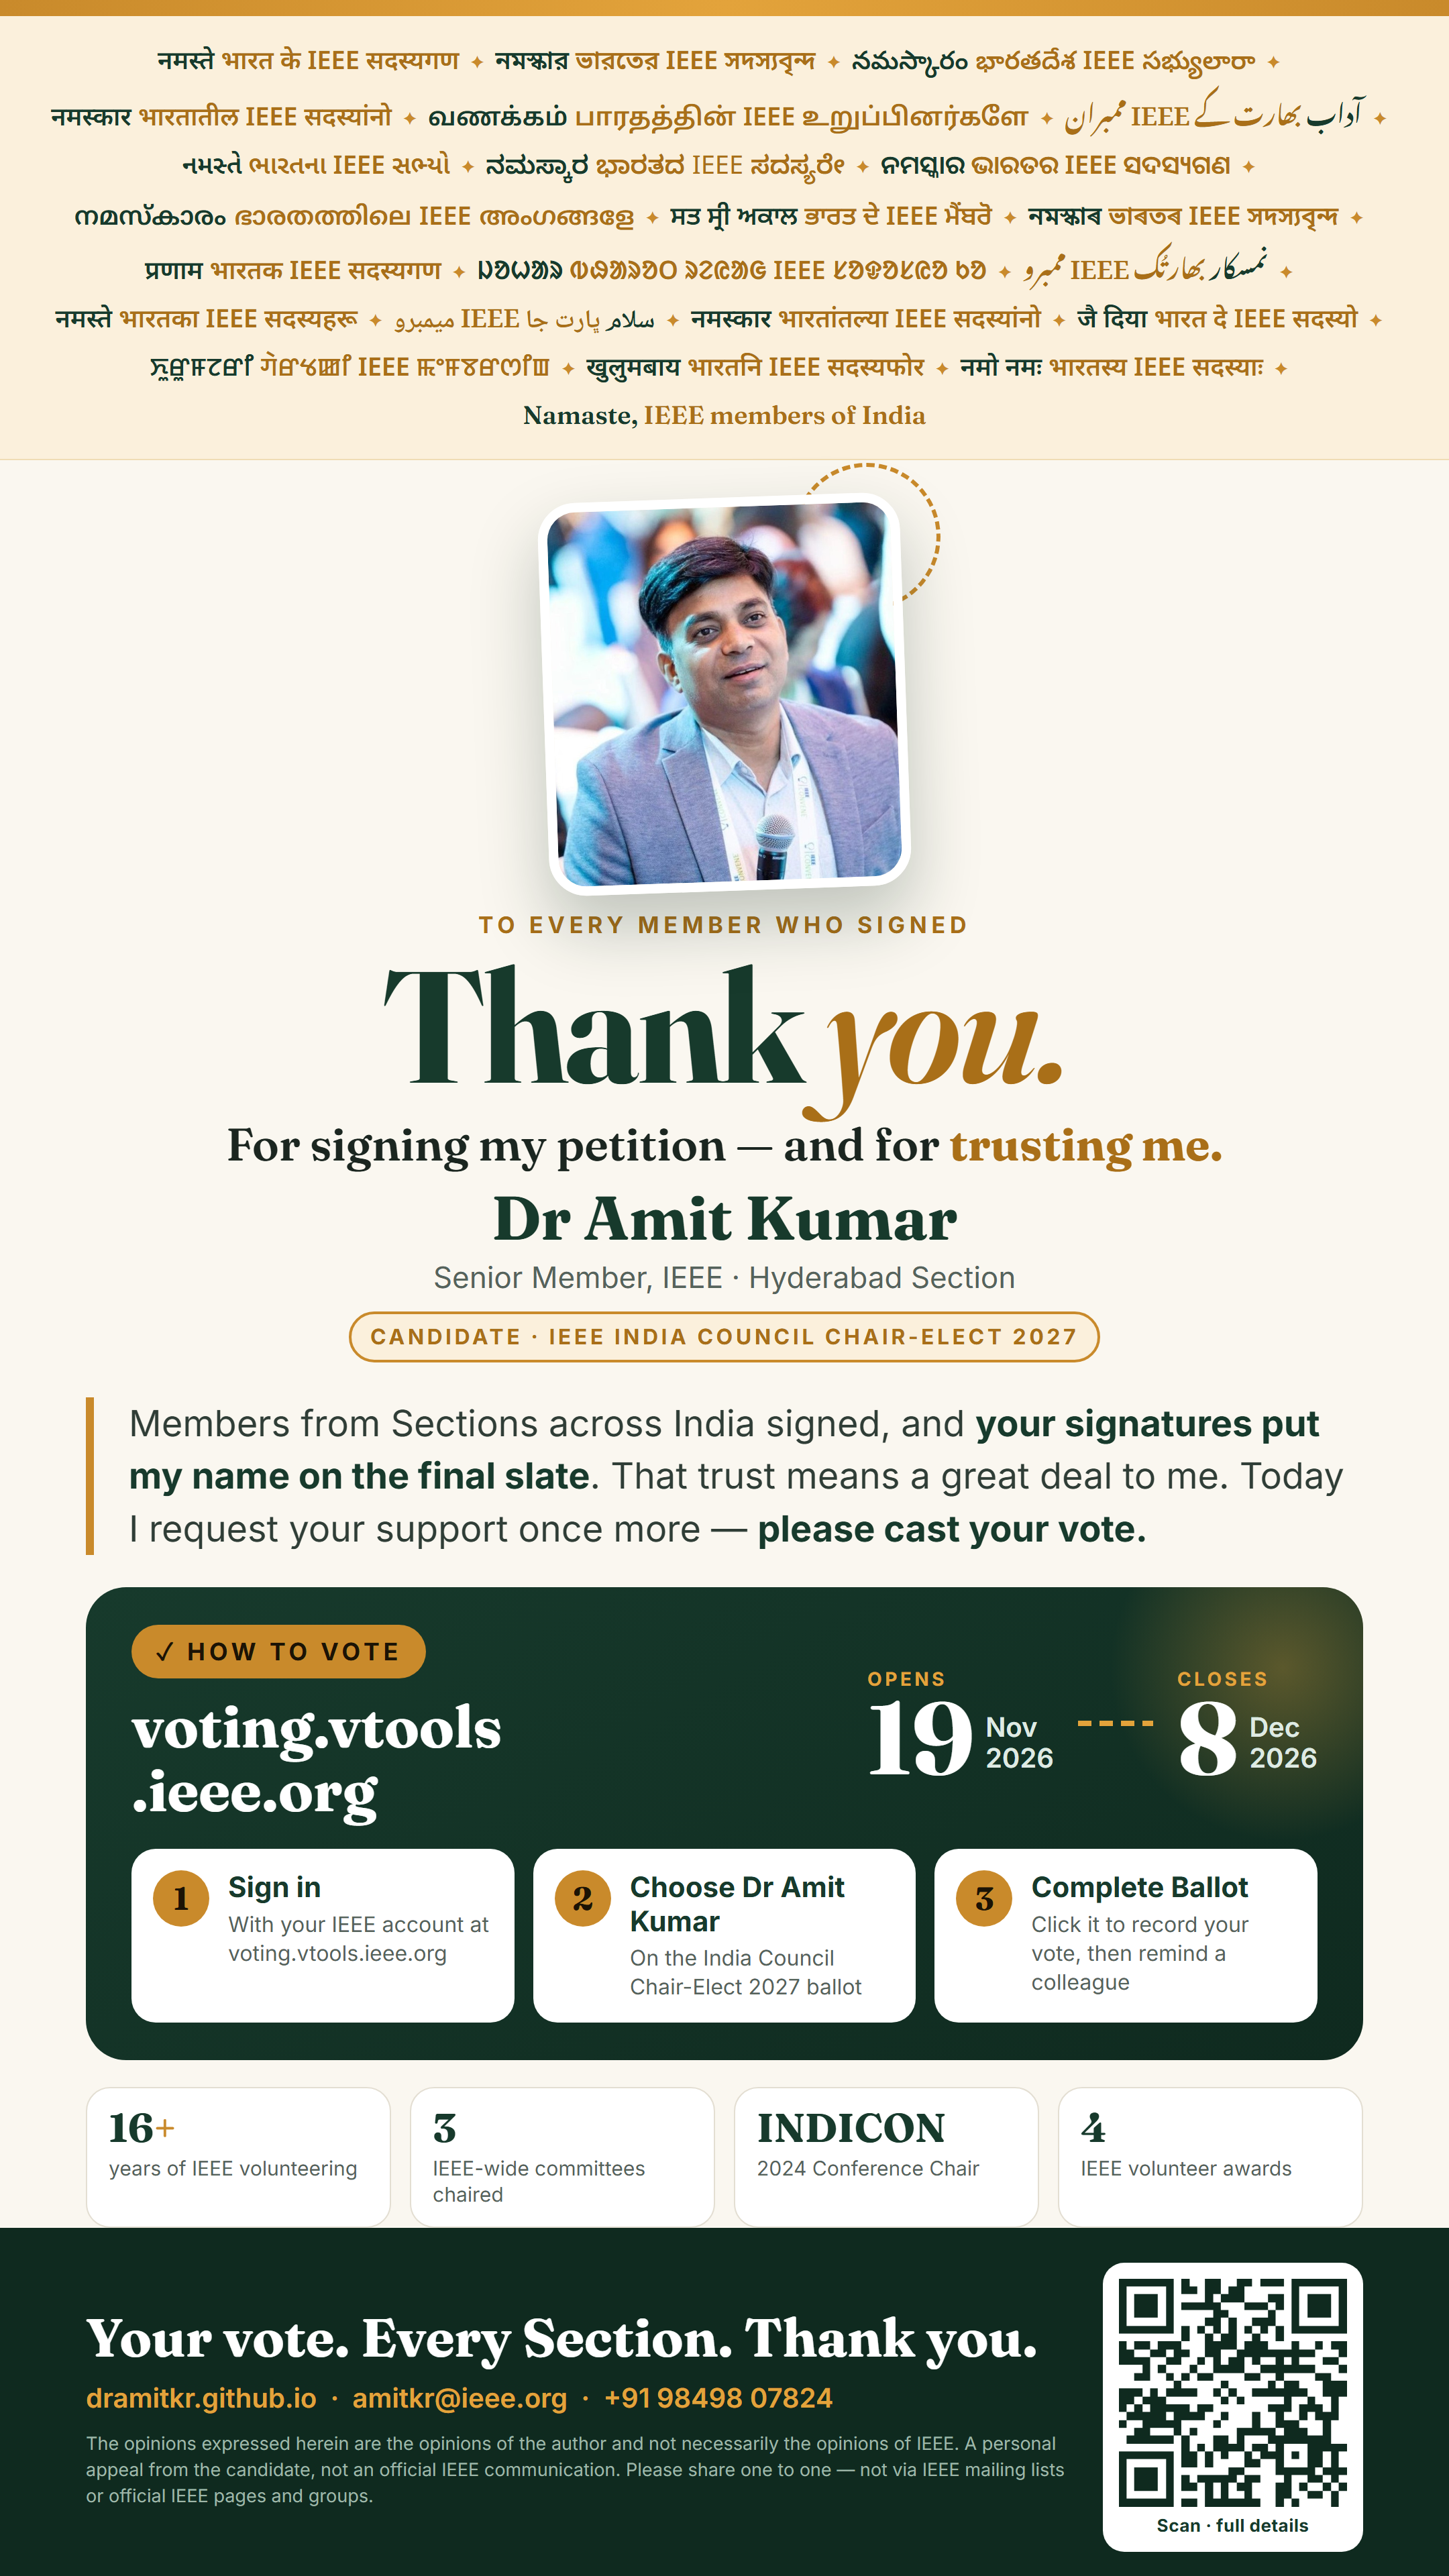 नमस्ते भारत के IEEE सदस्यगण ✦ নমস্কার ভারতের IEEE সদস্যবৃন্দ ✦ నమస్కారం భారతదేశ IEEE సభ్యులారా ✦
नमस्कार भारतातील IEEE सदस्यांनो ✦ வணக்கம் பாரதத்தின் IEEE உறுப்பினர்களே ✦ آداب بھارت کے IEEE ممبران ✦
નમસ્તે ભારતના IEEE સભ્યો ✦ ನಮಸ್ಕಾರ ಭಾರತದ IEEE ಸದಸ್ಯರೇ ✦ ନମସ୍କାର ଭାରତର IEEE ସଦସ୍ୟଗଣ ✦
നമസ്കാരം ഭാരതത്തിലെ IEEE അംഗങ്ങളേ ✦ ਸਤ ਸ੍ਰੀ ਅਕਾਲ ਭਾਰਤ ਦੇ IEEE ਮੈਂਬਰੋ ✦ নমস্কাৰ ভাৰতৰ IEEE সদস্যবৃন্দ ✦
प्रणाम भारतक IEEE सदस्यगण ✦ IEEE ✦ نمسکار بھارتُک IEEE ممبرو ✦
नमस्ते भारतका IEEE सदस्यहरू ✦ سلام ڀارت جا IEEE ميمبرو ✦ नमस्कार भारतांतल्या IEEE सदस्यांनो ✦ जै दिया भारत दे IEEE सदस्यो ✦
IEEE ✦ खुलुमबाय भारतनि IEEE सदस्यफोर ✦ नमो नमः भारतस्य IEEE सदस्याः ✦
Namaste, IEEE members of India
TO EVERY MEMBER WHO SIGNED
Thank you.
For signing my petition — and for trusting me.
Dr Amit Kumar
Senior Member, IEEE · Hyderabad Section
CANDIDATE · IEEE INDIA COUNCIL CHAIR-ELECT 2027
Members from Sections across India signed, and your signatures put
my name on the final slate. That trust means a great deal to me. Today
I request your support once more — please cast your vote.
✓ HOW TO VOTE
voting.vtools
.ieee.org
OPENS
19 Nov 2026
CLOSES
8 Dec 2026
1 Sign in
With your IEEE account at
voting.vtools.ieee.org
2 Choose Dr Amit
Kumar
On the India Council
Chair-Elect 2027 ballot
3 Complete Ballot
Click it to record your
vote, then remind a
colleague
16+
years of IEEE volunteering
3
IEEE-wide committees
chaired
INDICON
2024 Conference Chair
4
IEEE volunteer awards
Your vote. Every Section. Thank you.
dramitkr.github.io · amitkr@ieee.org · +91 98498 07824
The opinions expressed herein are the opinions of the author and not necessarily the opinions of IEEE. A personal
appeal from the candidate, not an official IEEE communication. Please share one to one — not via IEEE mailing lists
or official IEEE pages and groups.
Scan · full details